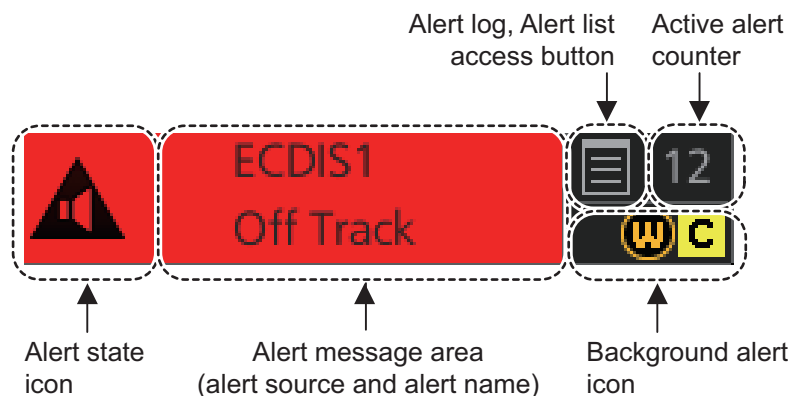 Alert log, Alert list
access button
Active alert
counter
ECDIS1
Off Track
12
W C
Alert state
icon
Alert message area
(alert source and alert name)
Background alert
icon